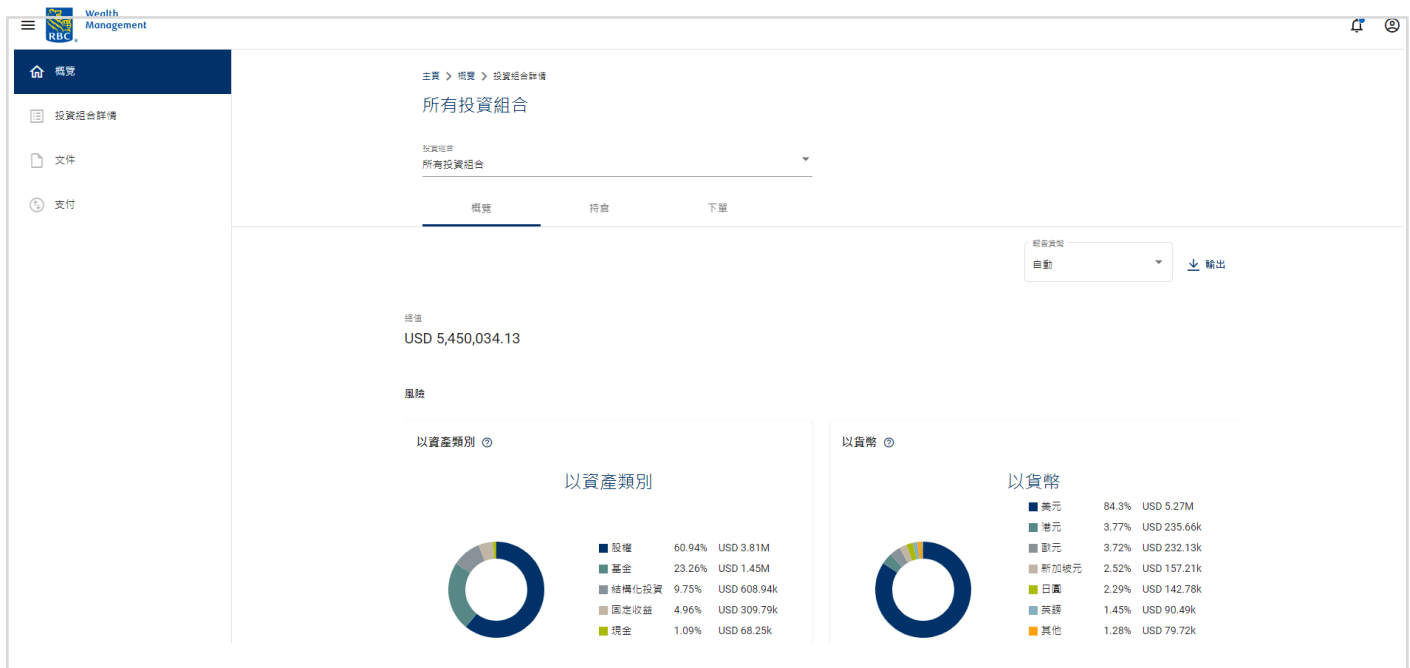 Wealth
Management
RBC
概覽
投資組合詳情
文件
支付
主頁 > 概覽 > 投資組合詳情
所有投資組合
投資組合
所有投資組合
概覽 持倉 下單
報告貨幣
自動
輸出
總值
USD 5,450,034.13
風險
以資產類別
以資產類別
股權 60.94% USD 3.81M
基金 23.26% USD 1.45M
結構化投資 9.75% USD 608.94k
固定收益 4.96% USD 309.79k
現金 1.09% USD 68.25k
以貨幣
以貨幣
美元 84.3% USD 5.27M
港元 3.77% USD 235.66k
歐元 3.72% USD 232.13k
新加坡元 2.52% USD 157.21k
日圓 2.29% USD 142.78k
英鎊 1.45% USD 90.49k
其他 1.28% USD 79.72k